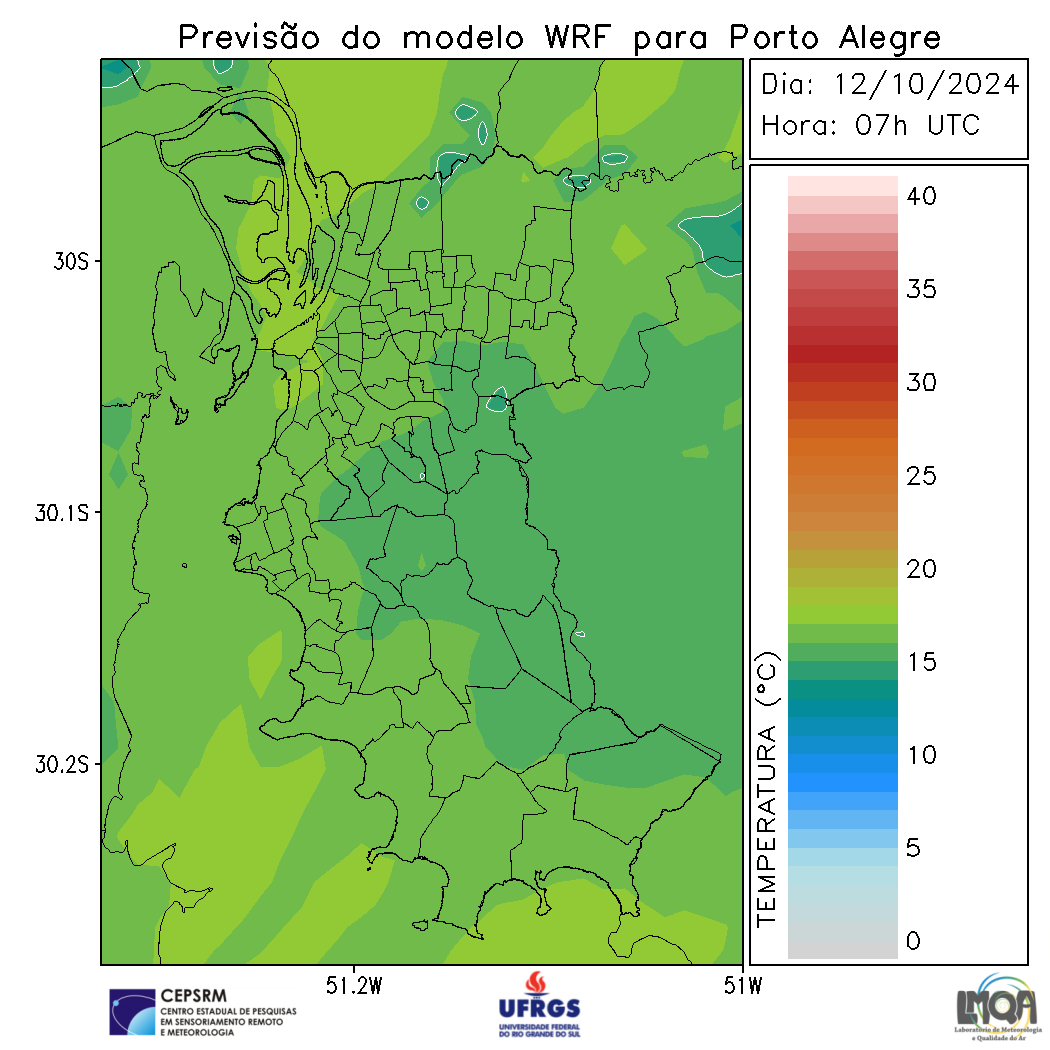 Previsão do modelo WRF para Porto Alegre
Dia: 12/10/2024
Hora: 07h UTC
40
35
30
25
20
15
10
5
0
TEMPERATURA (°C)
30S
30.1S
30.2S
51.2W
51W
CEPSRM
CENTRO ESTADUAL DE PESQUISAS
EM SENSORIAMENTO REMOTO
E METEOROLOGIA
UFRGS
UNIVERSIDADE FEDERAL
DO RIO GRANDE DO SUL
LMQA
Laboratório de Meteorologia
e Qualidade do Ar